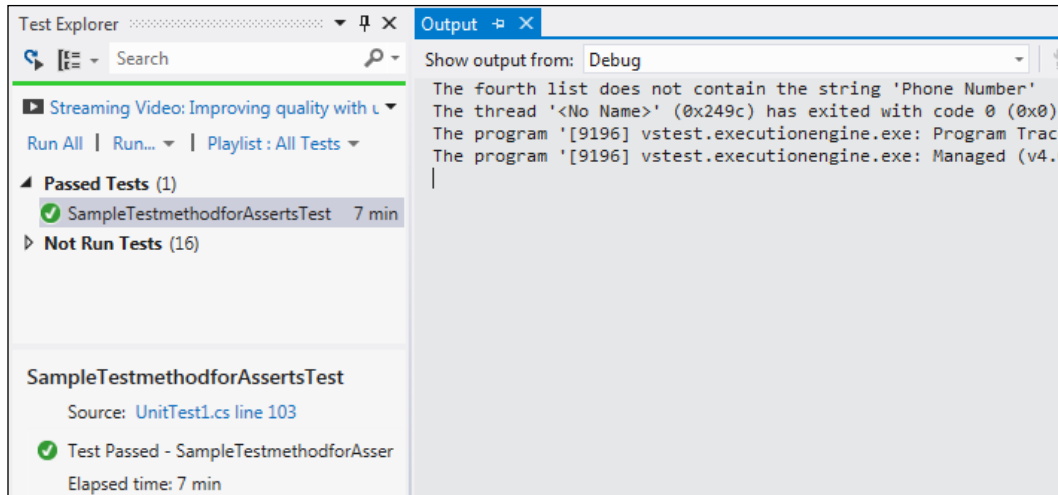 Test Explorer
Search
Streaming Video: Improving quality with u
Run All | Run... | Playlist : All Tests
Passed Tests (1)
SampleTestmethodforAssertsTest 7 min
Not Run Tests (16)
SampleTestmethodforAssertsTest
Source: UnitTest1.cs line 103
Test Passed - SampleTestmethodforAsser
Elapsed time: 7 min
Output
Show output from: Debug
The fourth list does not contain the string 'Phone Number'
The thread '<No Name>' (0x249c) has exited with code 0 (0x0)
The program '[9196] vstest.executionengine.exe: Program Trac
The program '[9196] vstest.executionengine.exe: Managed (v4.